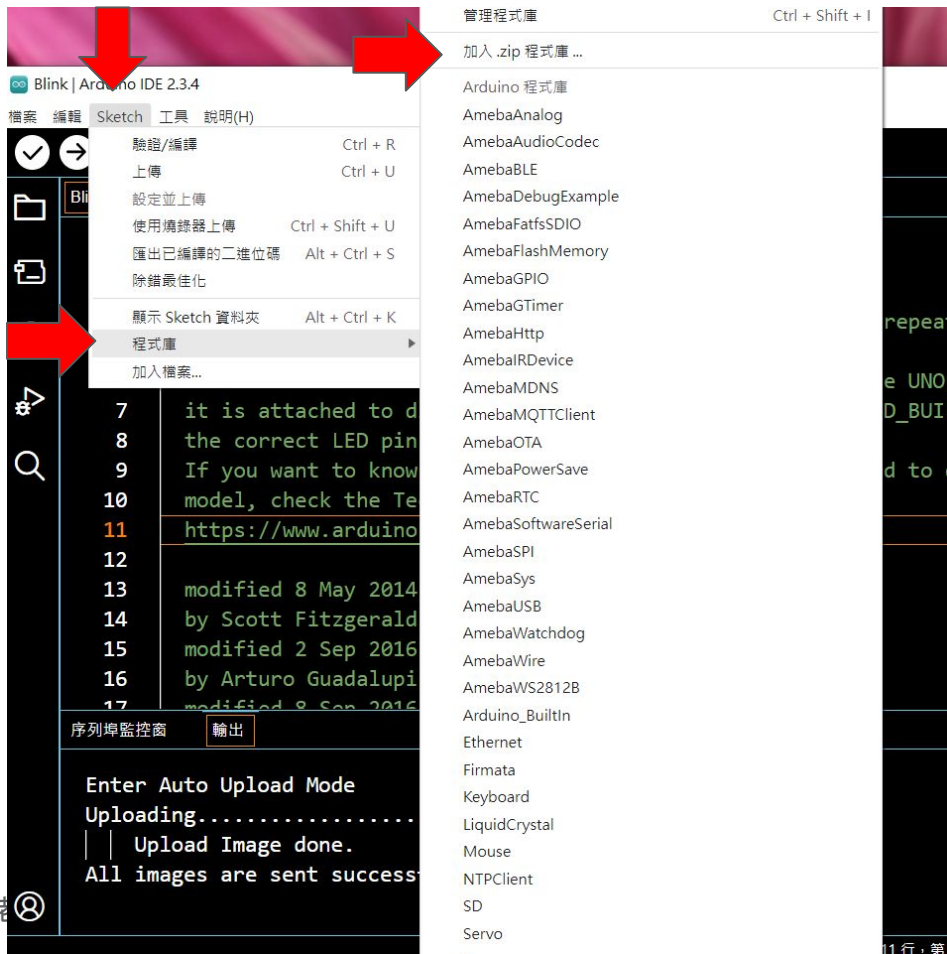 Blink | Arduino IDE 2.3.4
檔案 編輯 Sketch 工具 說明(H)
驗證/編譯 Ctrl + R
上傳 Ctrl + U
設定並上傳
使用燒錄器上傳 Ctrl + Shift + U
匯出已編譯的二進位碼 Alt + Ctrl + S
除錯最佳化
顯示 Sketch 資料夾 Alt + Ctrl + K
程式庫
加入檔案...
管理程式庫 Ctrl + Shift + I
加入 .zip 程式庫 ...
Arduino 程式庫
AmebaAnalog
AmebaAudioCodec
AmebaBLE
AmebaDebugExample
AmebaFatfsSDIO
AmebaFlashMemory
AmebaGPIO
AmebaGTimer
AmebaHttp
AmebaIRDevice
AmebaMDNS
AmebaMQTTClient
AmebaOTA
AmebaPowerSave
AmebaRTC
AmebaSoftwareSerial
AmebaSPI
AmebaSys
AmebaUSB
AmebaWatchdog
AmebaWire
AmebaWS2812B
Arduino_BuiltIn
Ethernet
Firmata
Keyboard
LiquidCrystal
Mouse
NTPClient
SD
Servo
Bli
repea
e UNO
7 it is attached to d D_BUI
8 the correct LED pin
9 If you want to know d to
10 model, check the Te
11 https://www.arduino
12
13 modified 8 May 2014
14 by Scott Fitzgerald
15 modified 2 Sep 2016
16 by Arturo Guadalupi
17 modified 8 Sep 2016
序列埠監控窗 輸出
Enter Auto Upload Mode
Uploading..................
Upload Image done.
All images are sent success
11 行，第